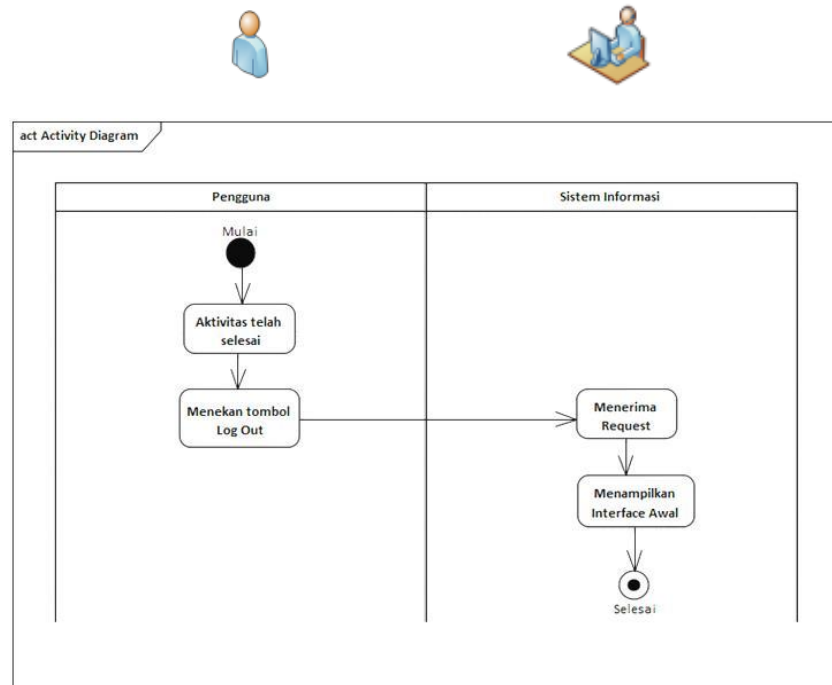 act Activity Diagram
Pengguna
Sistem Informasi
Mulai
Aktivitas telah
selesai
Menekan tombol
Log Out
Menerima
Request
Menampilkan
Interface Awal
Selesai